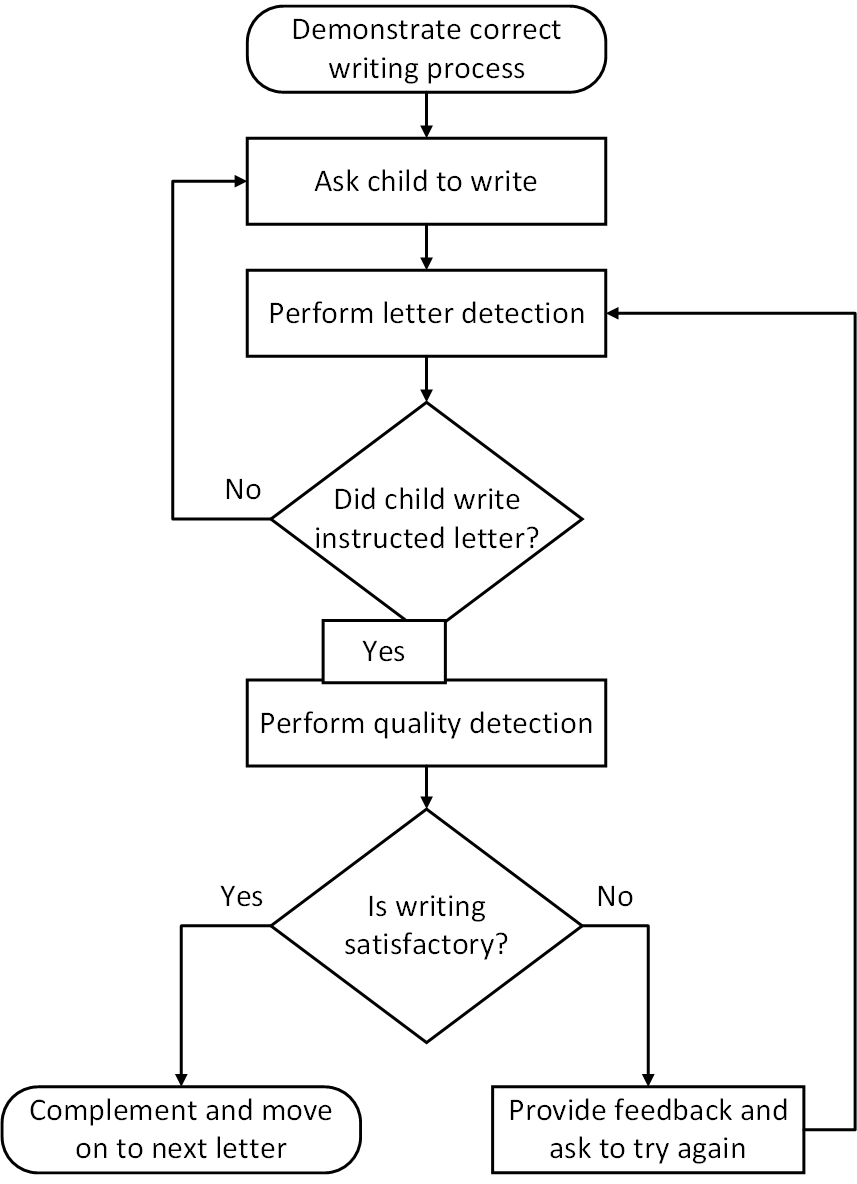 Demonstrate correct
writing process
Ask child to write
Perform letter detection
No
Did child write
instructed letter?
Yes
Perform quality detection
Yes
No
Is writing
satisfactory?
Complement and move
on to next letter
Provide feedback and
ask to try again